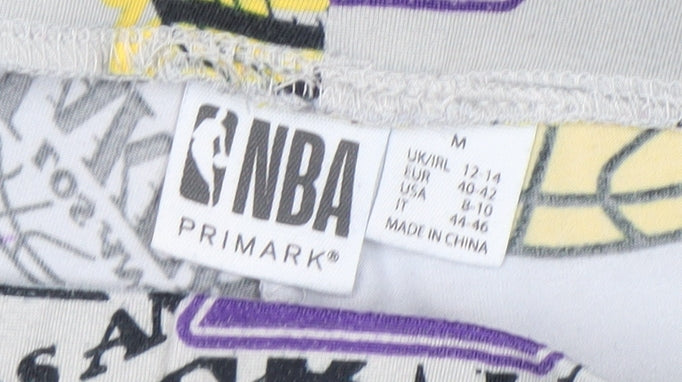 NBA
PRIMARK®
M
UK/IRL 12-14
EUR 40-42
USA 8-10
IT 44-46
MADE IN CHINA